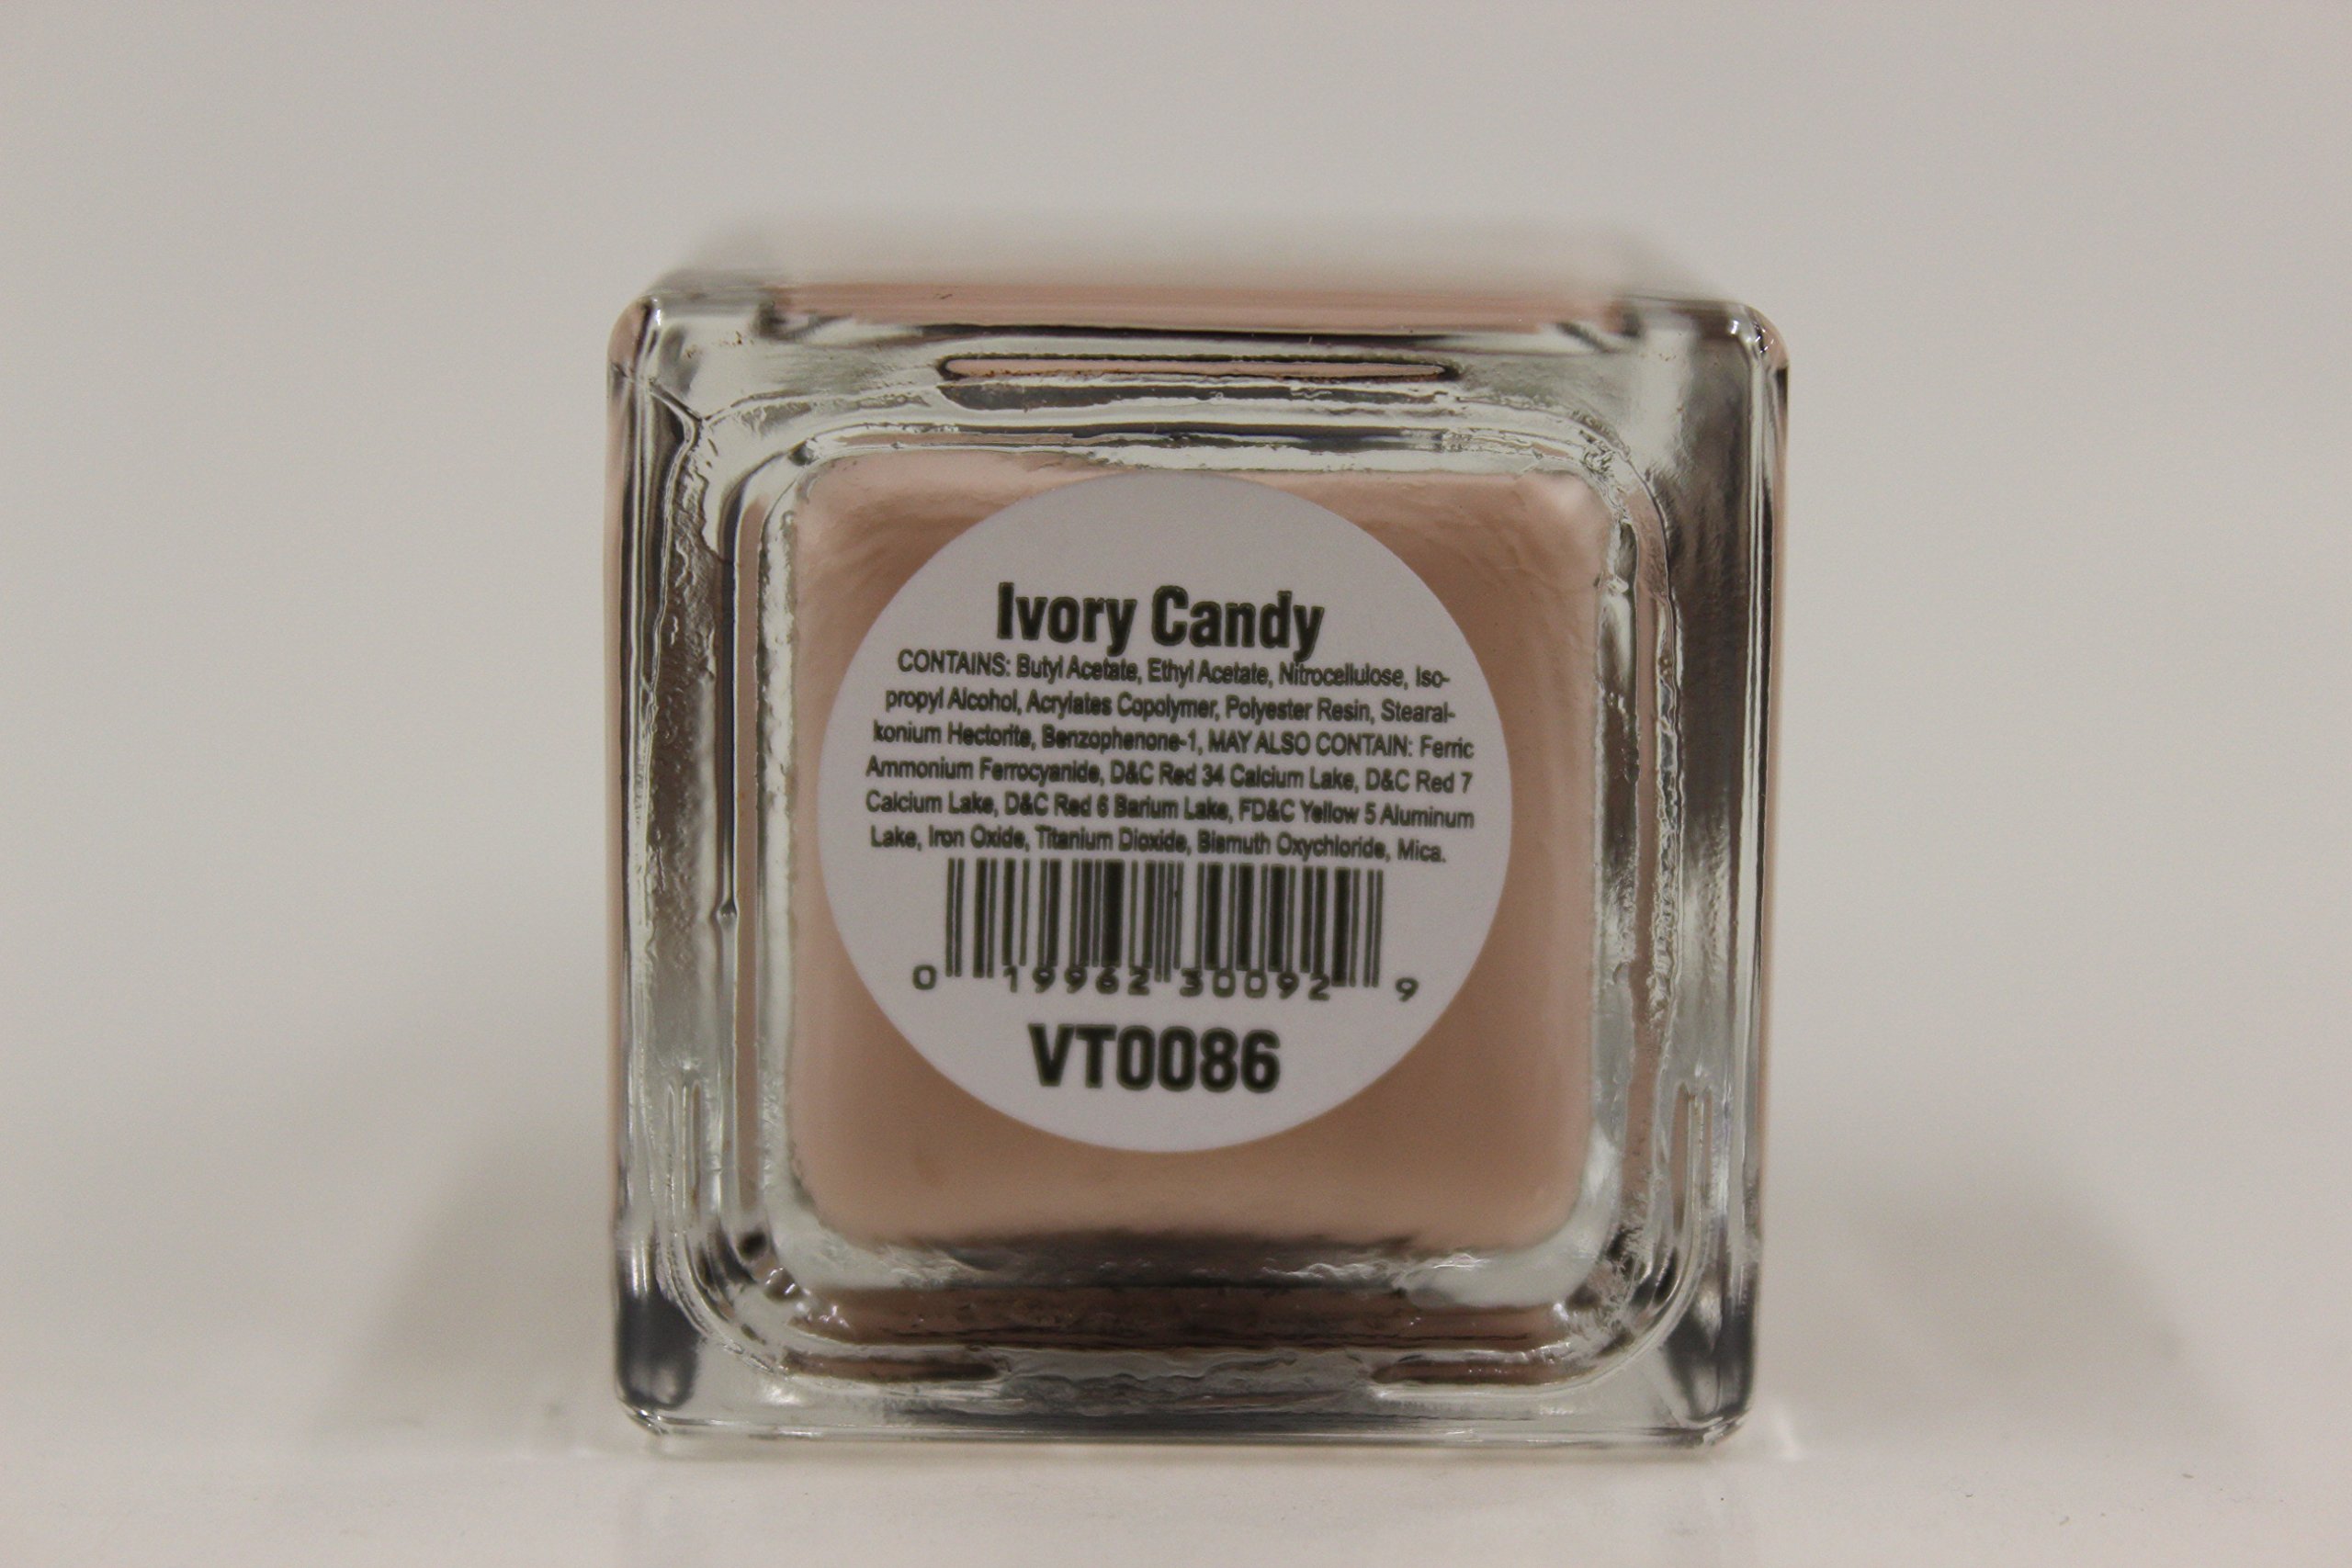 Ivory Candy
CONTAINS: Butyl Acetate, Ethyl Acetate, Nitrocellulose, Iso-
propyl Alcohol, Acrylates Copolymer, Polyester Resin, Stearal-
konium Hectorite, Benzophenone-1, MAY ALSO CONTAIN: Ferric
Ammonium Ferrocyanide, D&C Red 34 Calcium Lake, D&C Red 7
Calcium Lake, D&C Red 6 Barium Lake, FD&C Yellow 5 Aluminum
Lake, Iron Oxide, Titanium Dioxide, Bismuth Oxychloride, Mica.
0 19962 30092 9
VT0086